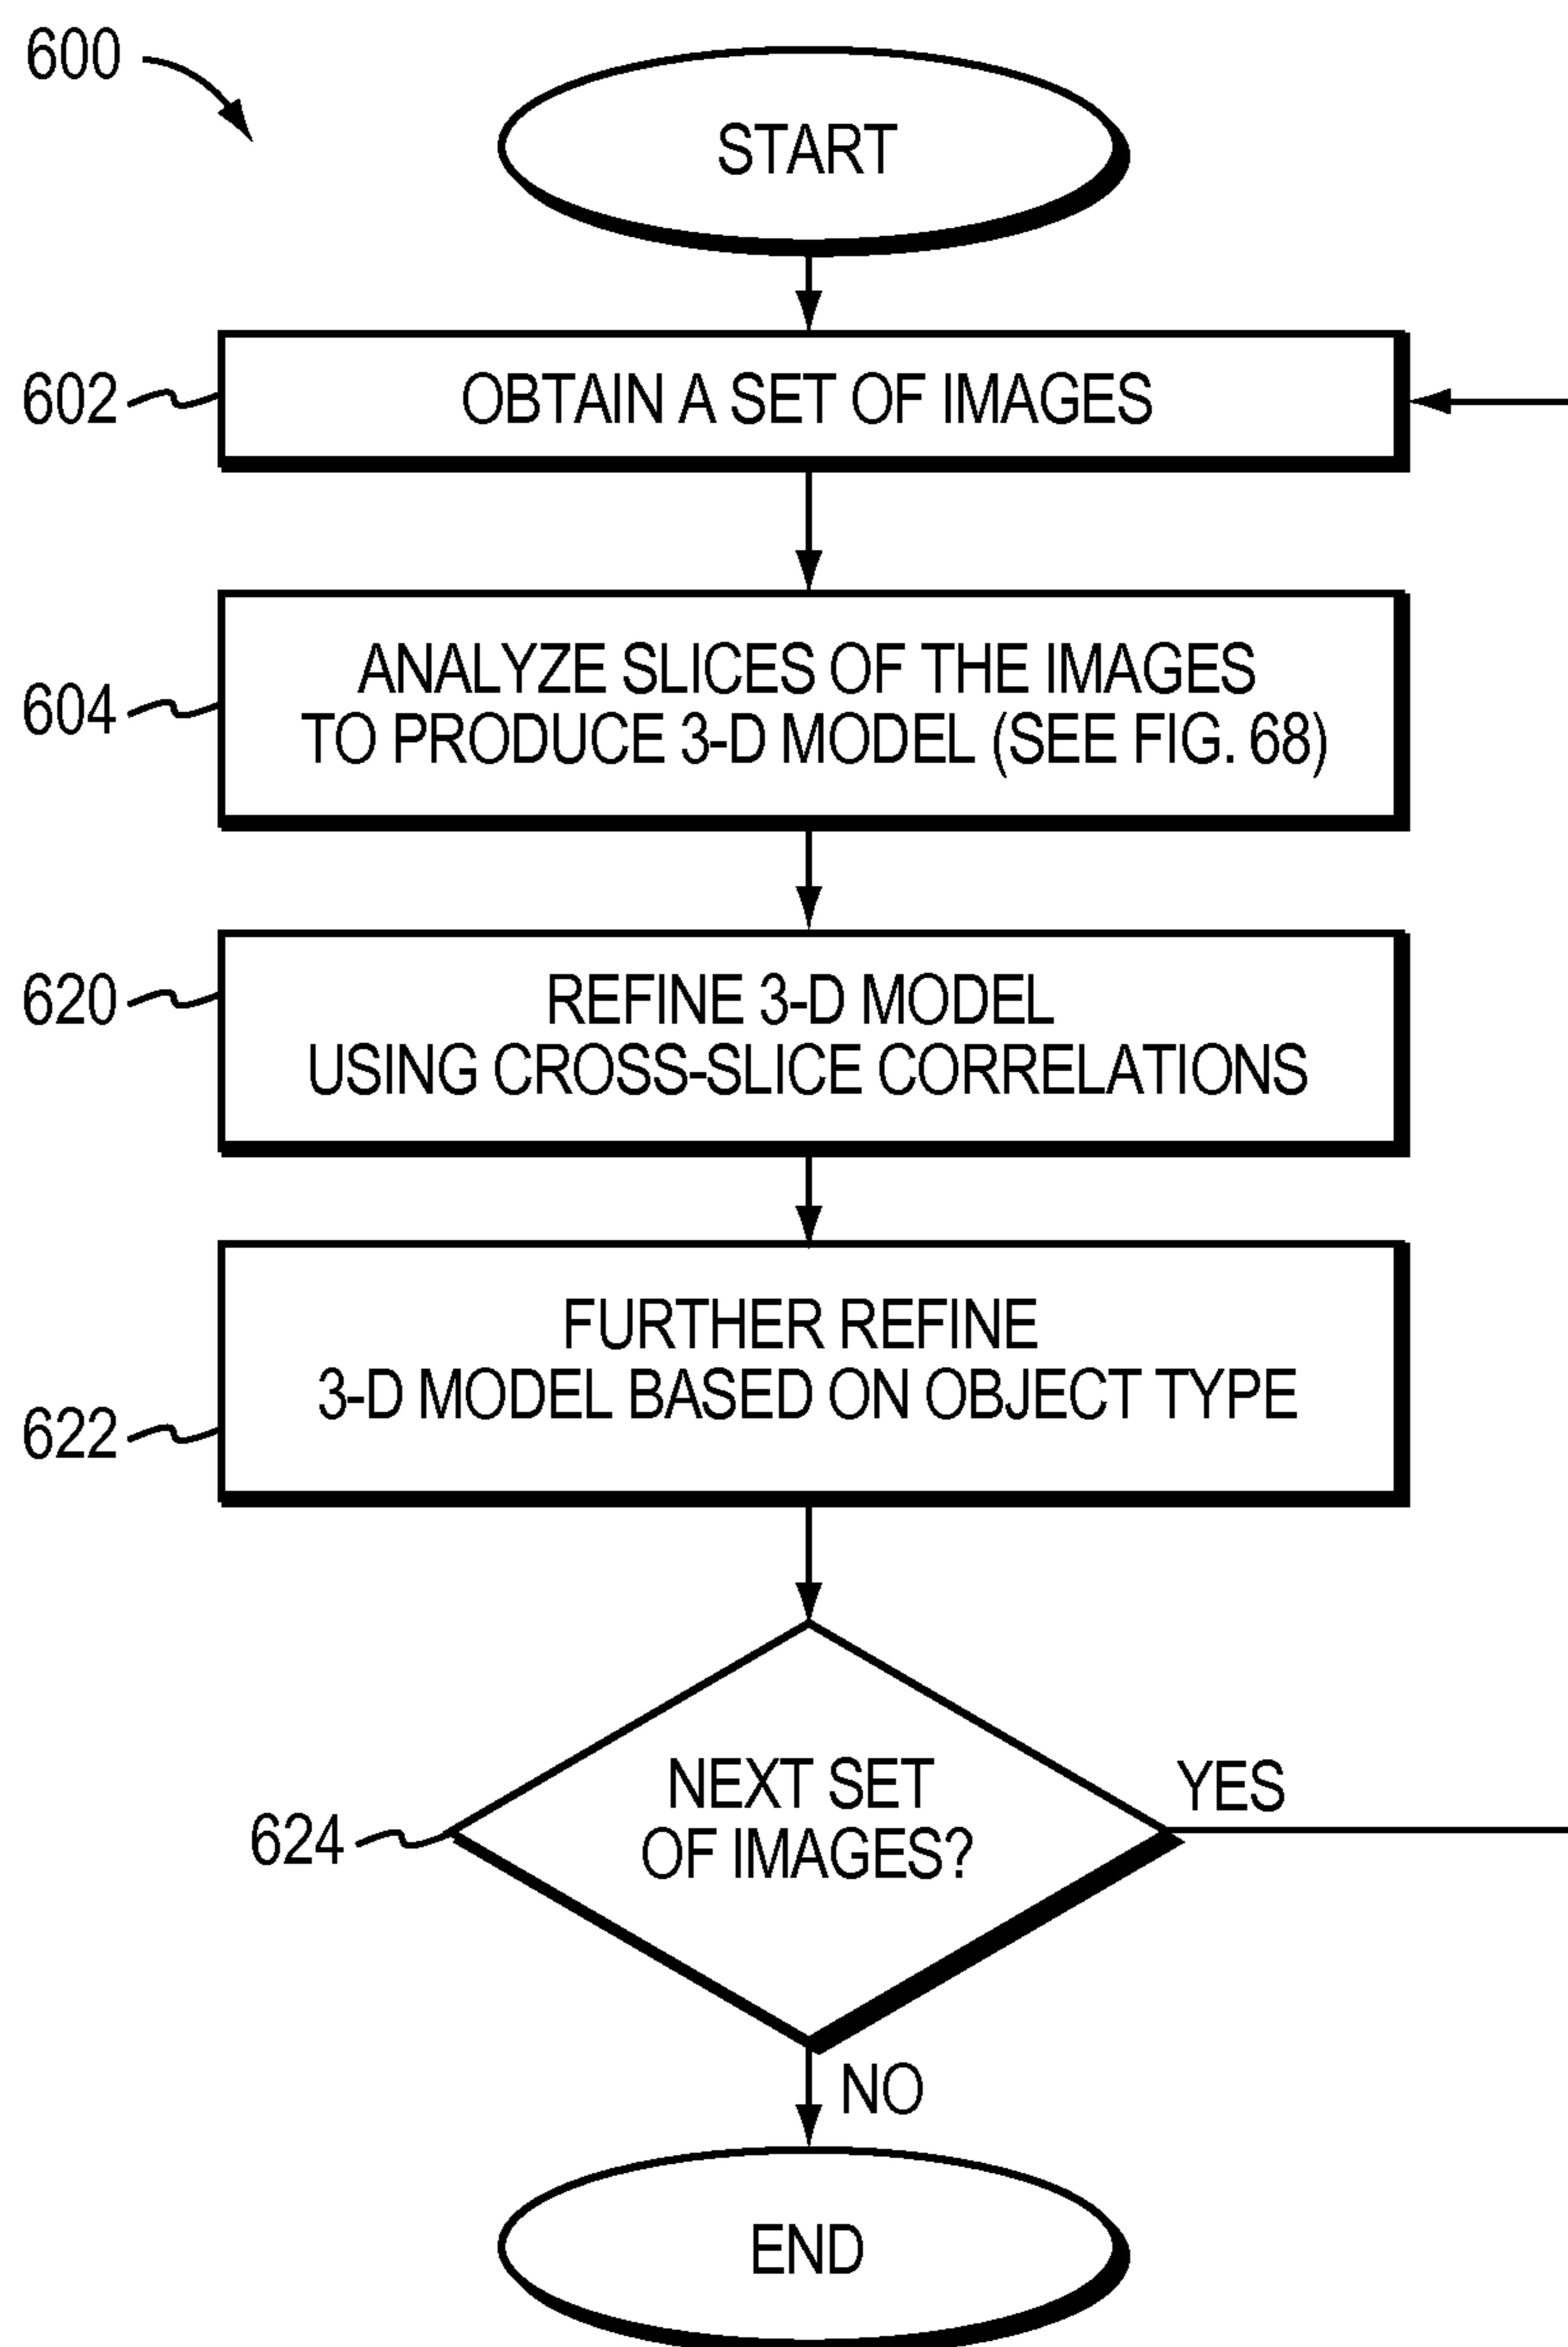 600
START
602
OBTAIN A SET OF IMAGES
604
ANALYZE SLICES OF THE IMAGES
TO PRODUCE 3-D MODEL (SEE FIG. 68)
620
REFINE 3-D MODEL
USING CROSS-SLICE CORRELATIONS
FURTHER REFINE
3-D MODEL BASED ON OBJECT TYPE
622
NEXT SET
OF IMAGES?
YES
624
NO
END